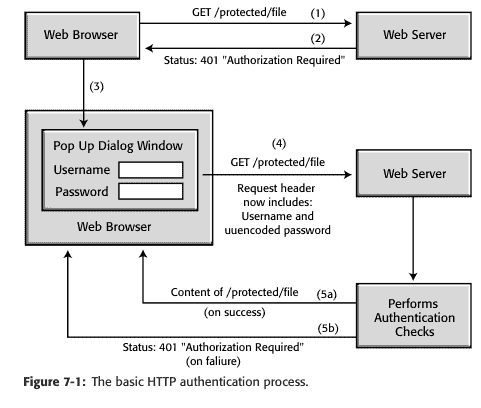 GET /protected/file (1)
Web Browser
Web Server
(2)
Status: 401 "Authorization Required"
(3)
Pop Up Dialog Window
Username
Password
Web Browser
(4)
GET /protected/file
Request header
now includes:
Username and
uuencoded password
Web Server
Content of /protected/file (5a)
(on success)
(5b)
Status: 401 "Authorization Required"
(on faliure)
Performs
Authentication
Checks
Figure 7-1: The basic HTTP authentication process.